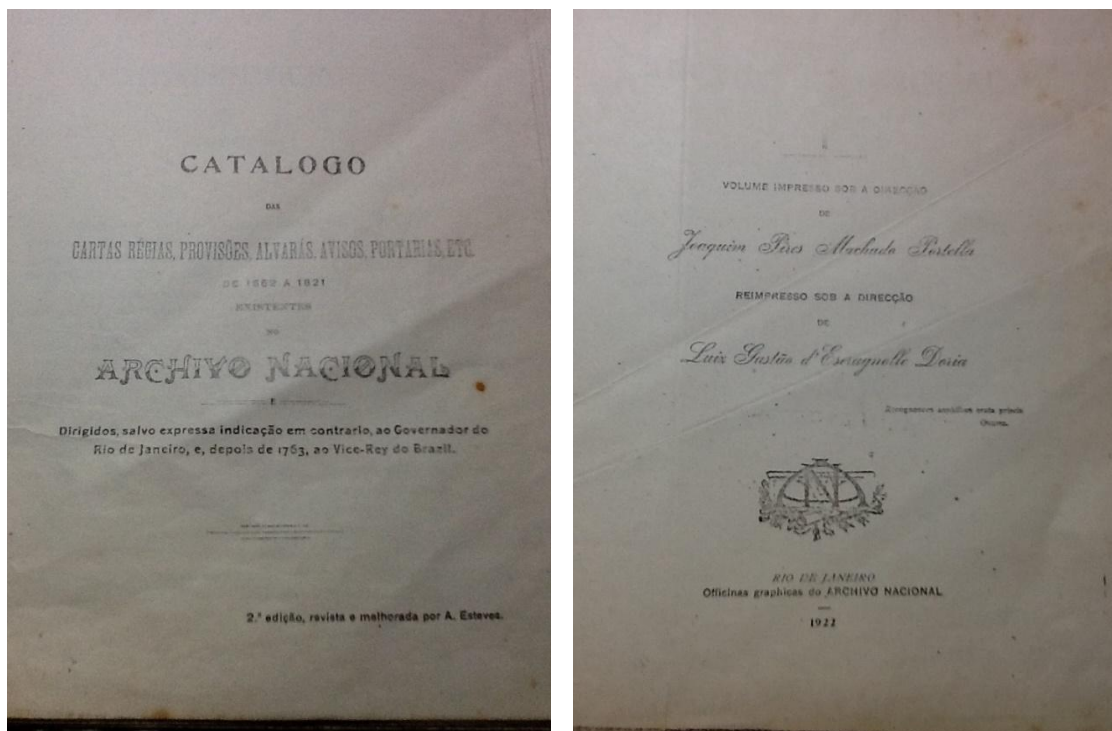 CATALOGO
DAS
CARTAS RÉGIAS, PROVISÕES, ALVARÁS, AVISOS, PORTARIAS, ETC.
DE 1662 A 1821
EXISTENTES
NO
ARCHIVO NACIONAL
Dirigidos, salvo expressa indicação em contrario, ao Governador do
Rio de Janeiro, e, depois de 1763, ao Vice-Rey do Brazil.
2.ª edição, revista e melhorada por A. Esteves.
VOLUME IMPRESSO SOB A DIRECÇÃO
DE
Joaquim Pires Machado Portella
REIMPRESSO SOB A DIRECÇÃO
DE
Luiz Gastão d'Escragnolle Doria
RIO DE JANEIRO
Officinas graphicas do ARCHIVO NACIONAL
1922